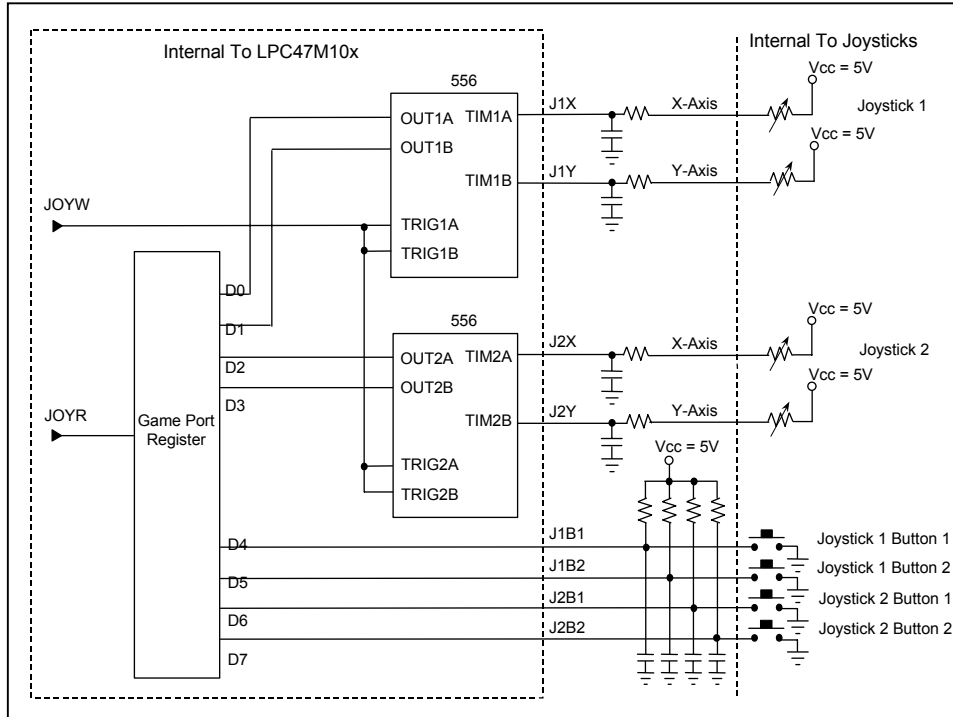 Internal To LPC47M10x
Internal To Joysticks
556
OUT1A
TIM1A
OUT1B
TIM1B
TRIG1A
TRIG1B
J1X
X-Axis
Vcc = 5V
Joystick 1
J1Y
Y-Axis
Vcc = 5V
JOYW
JOYR
Game Port
Register
D0
D1
D2
D3
D4
D5
D6
D7
556
OUT2A
TIM2A
OUT2B
TIM2B
TRIG2A
TRIG2B
J2X
X-Axis
Vcc = 5V
Joystick 2
J2Y
Y-Axis
Vcc = 5V
Vcc = 5V
J1B1
Joystick 1 Button 1
J1B2
Joystick 1 Button 2
J2B1
Joystick 2 Button 1
J2B2
Joystick 2 Button 2